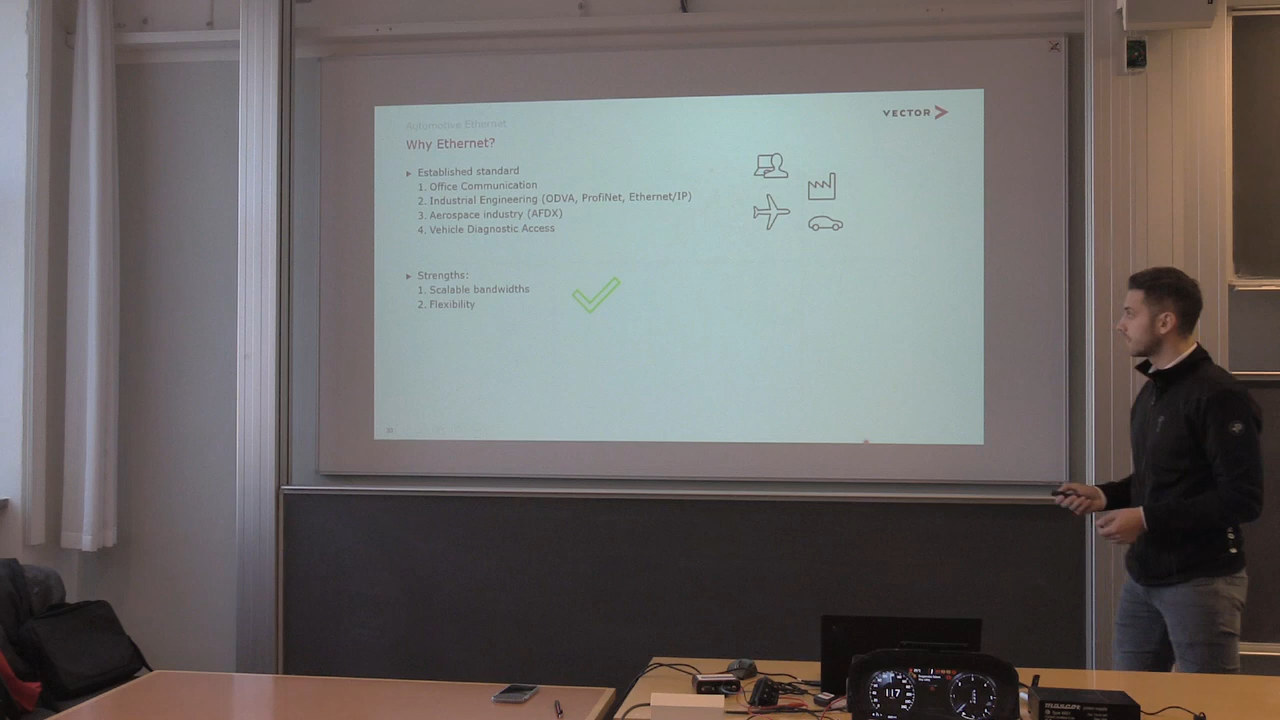 Automotive Ethernet
VECTOR
Why Ethernet?
Established standard
1. Office Communication
2. Industrial Engineering (ODVA, ProfiNet, Ethernet/IP)
3. Aerospace industry (AFDX)
4. Vehicle Diagnostic Access
Strengths:
1. Scalable bandwidths
2. Flexibility
117
manson